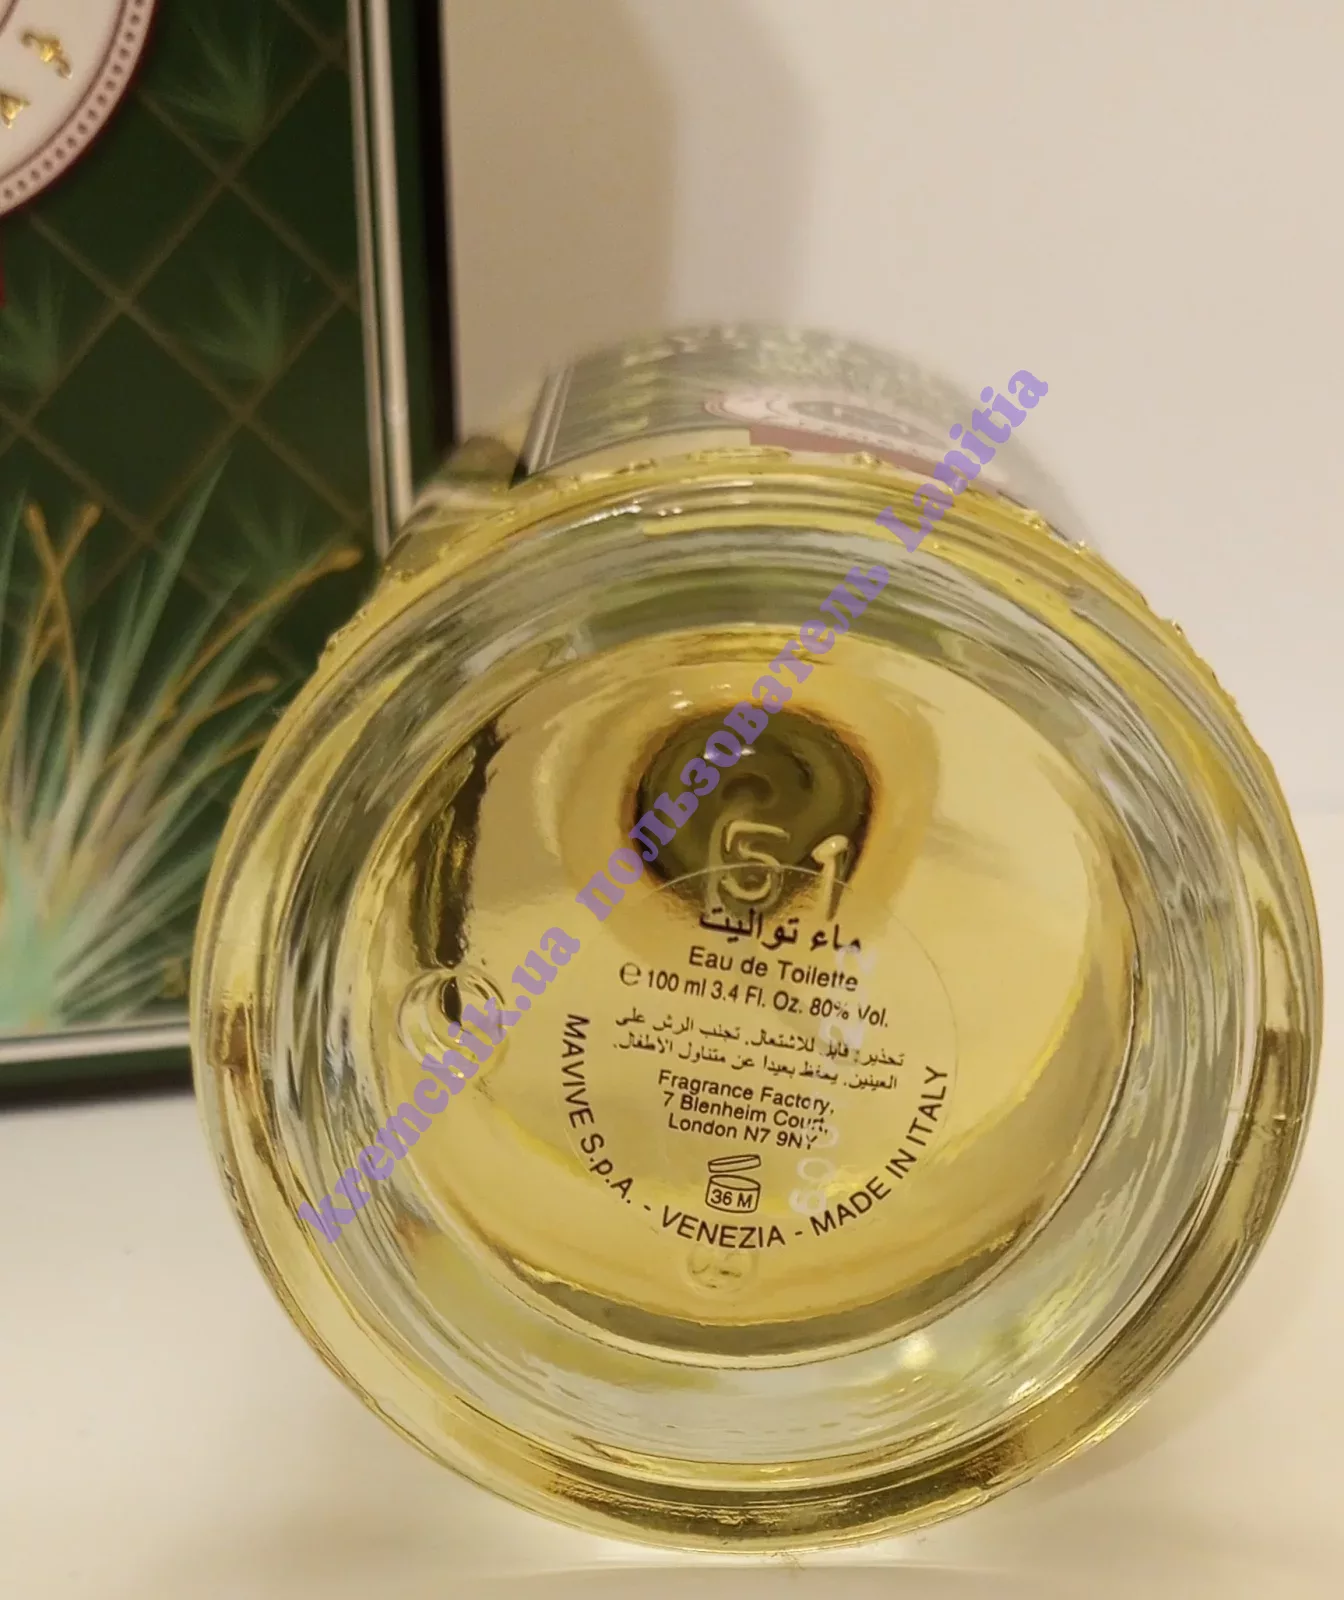 51
ماء تواليت
Eau de Toilette
℮ 100 ml 3.4 Fl. Oz. 80% Vol.
تحذير: قابل للاشتعال. تجنب الرش على
العينين. يحفظ بعيدا عن متناول الأطفال.
Fragrance Factory,
7 Blenheim Court,
London N7 9NY
36 M
MAVIVE S.p.A. - VENEZIA - MADE IN ITALY
kremchik.ua пользователь Lanitia